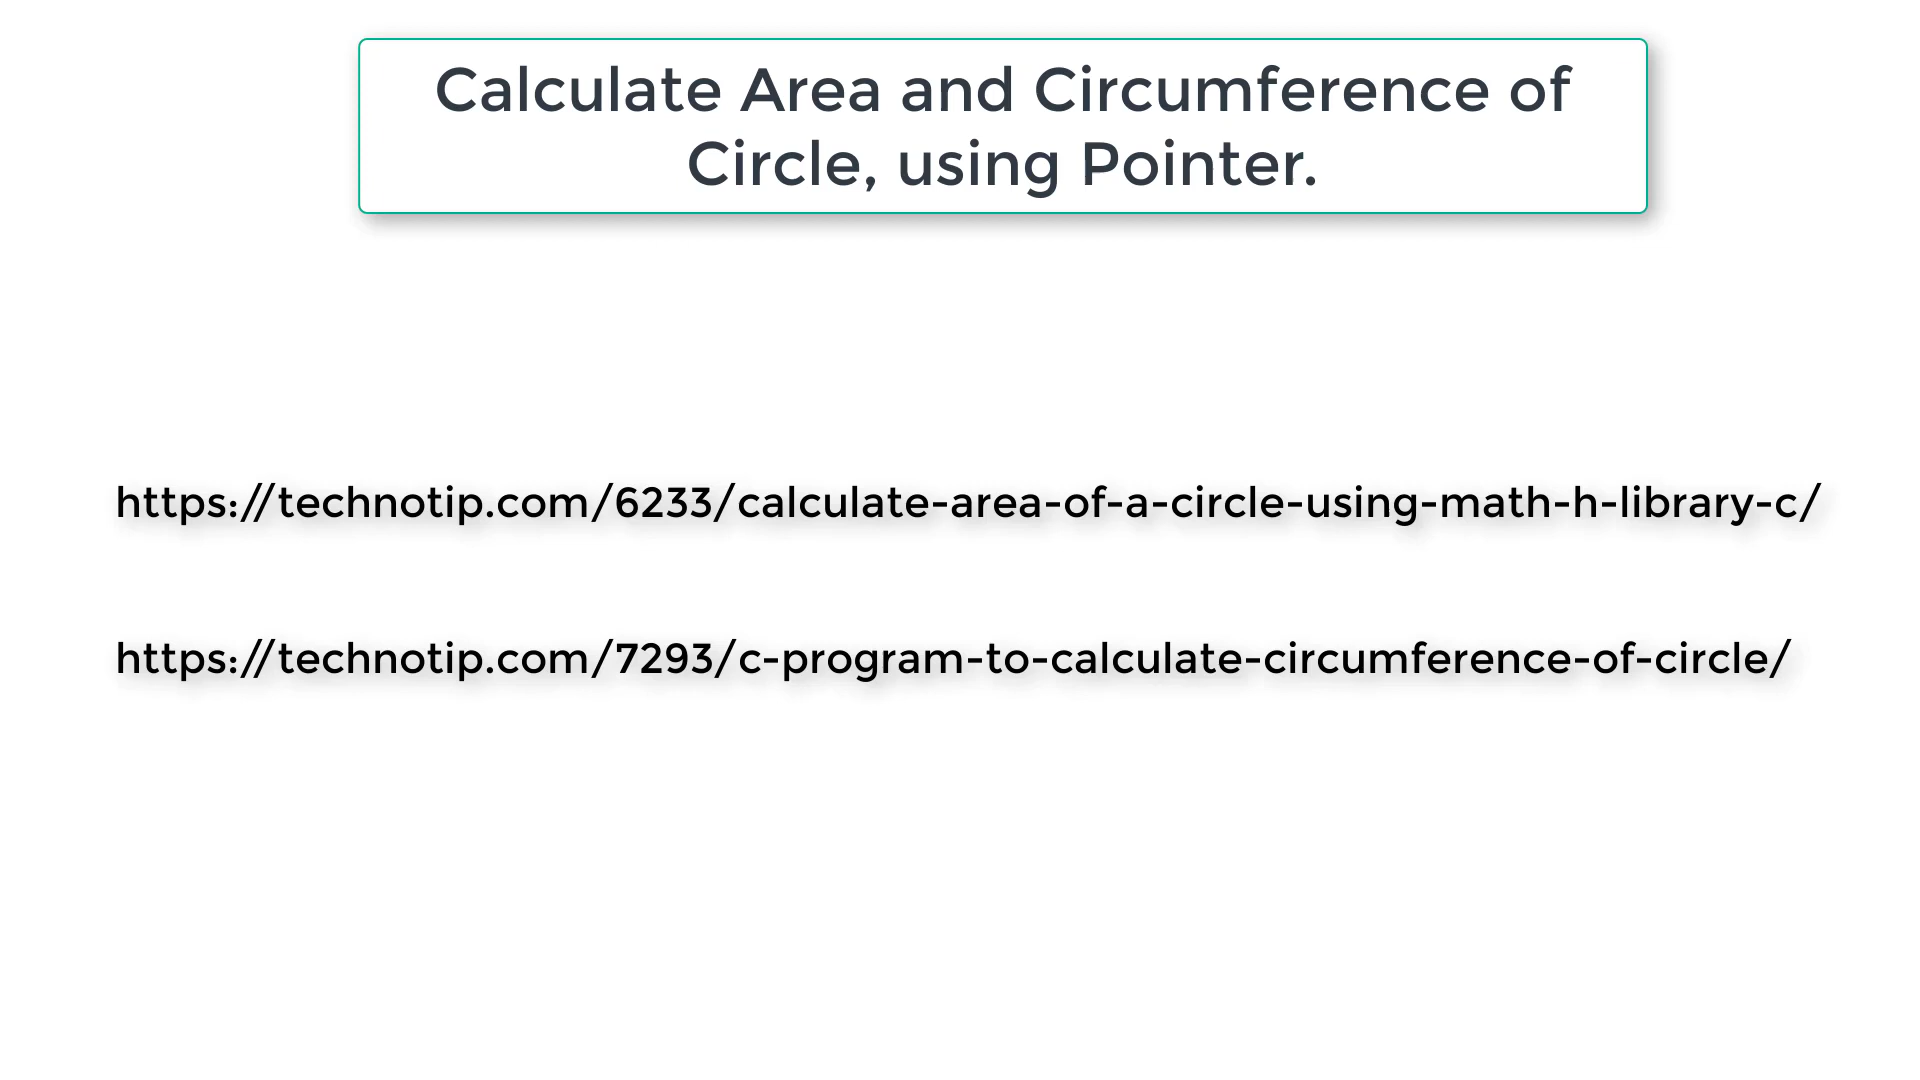 Calculate Area and Circumference of
Circle, using Pointer.
https://technotip.com/6233/calculate-area-of-a-circle-using-math-h-library-c/
https://technotip.com/7293/c-program-to-calculate-circumference-of-circle/